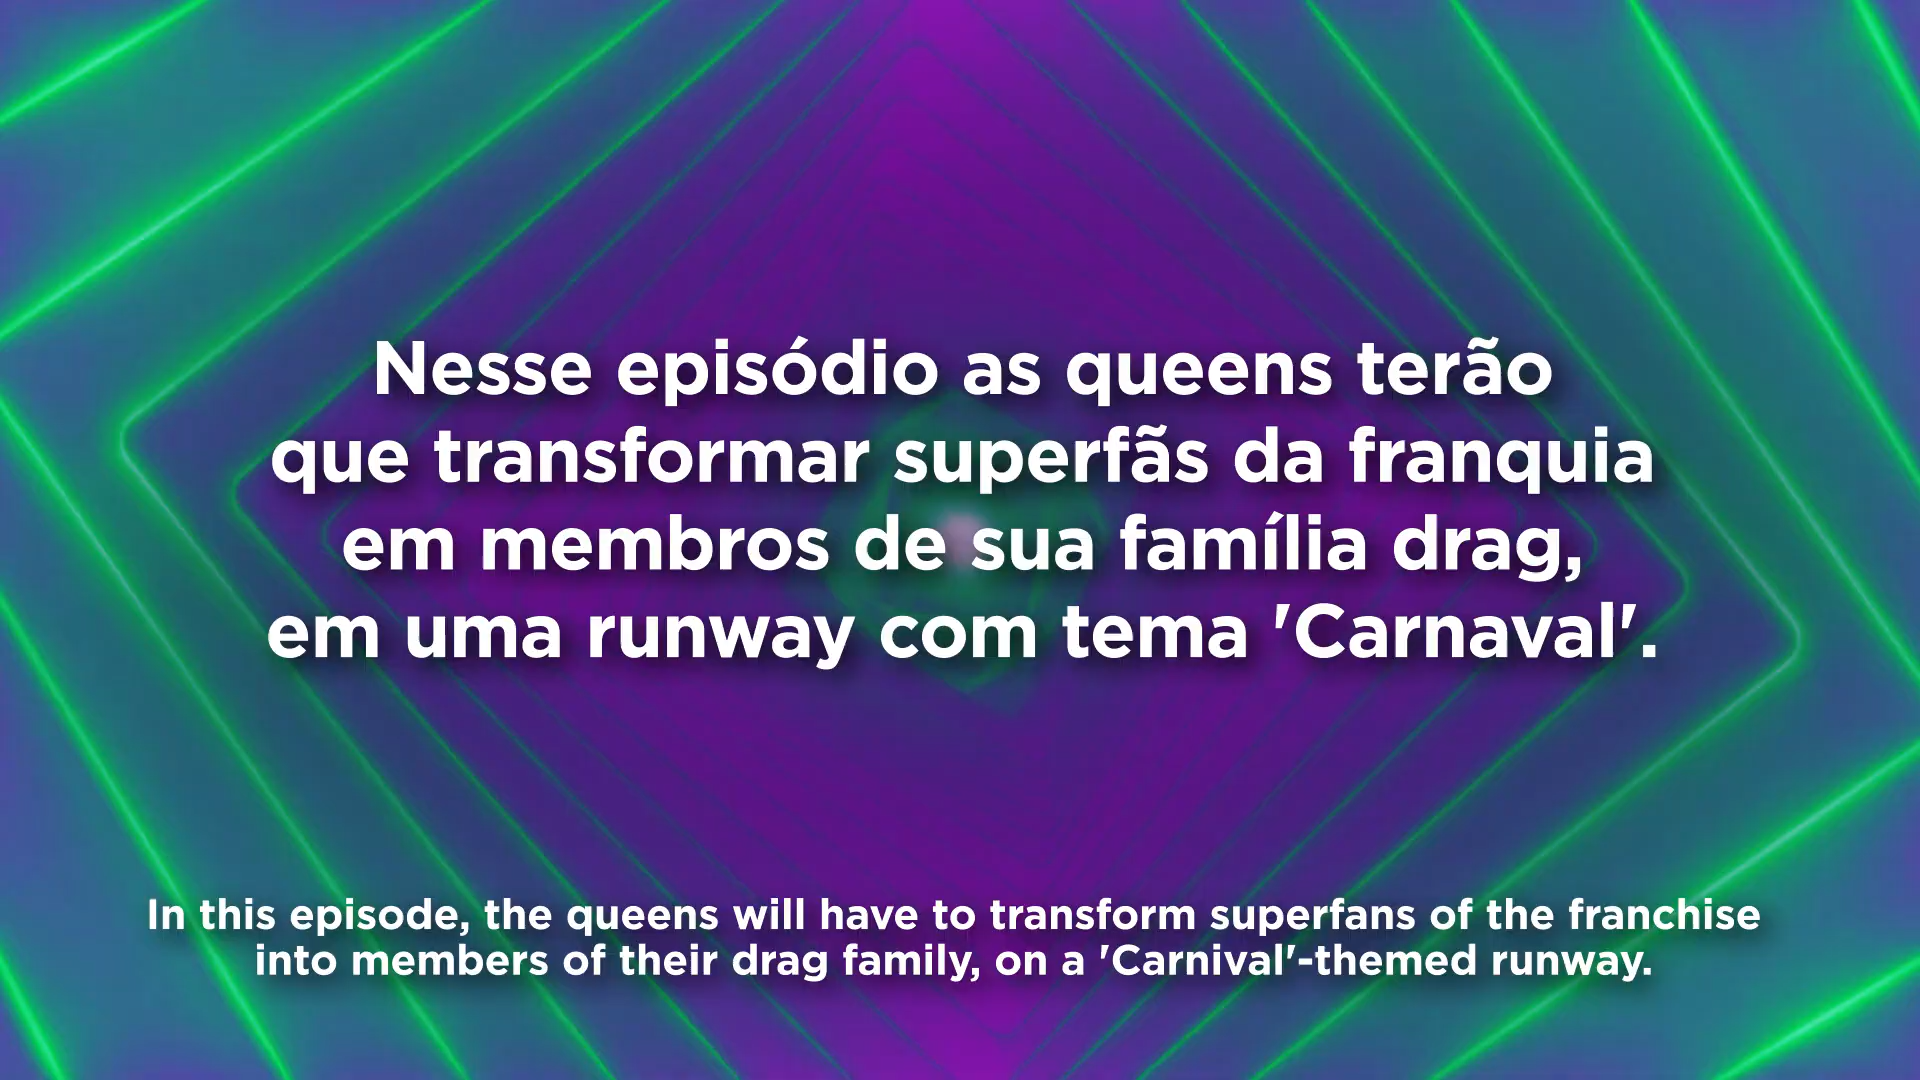 Nesse episódio as queens terão
que transformar superfãs da franquia
em membros de sua família drag,
em uma runway com tema 'Carnaval'.
In this episode, the queens will have to transform superfans of the franchise
into members of their drag family, on a 'Carnival'-themed runway.